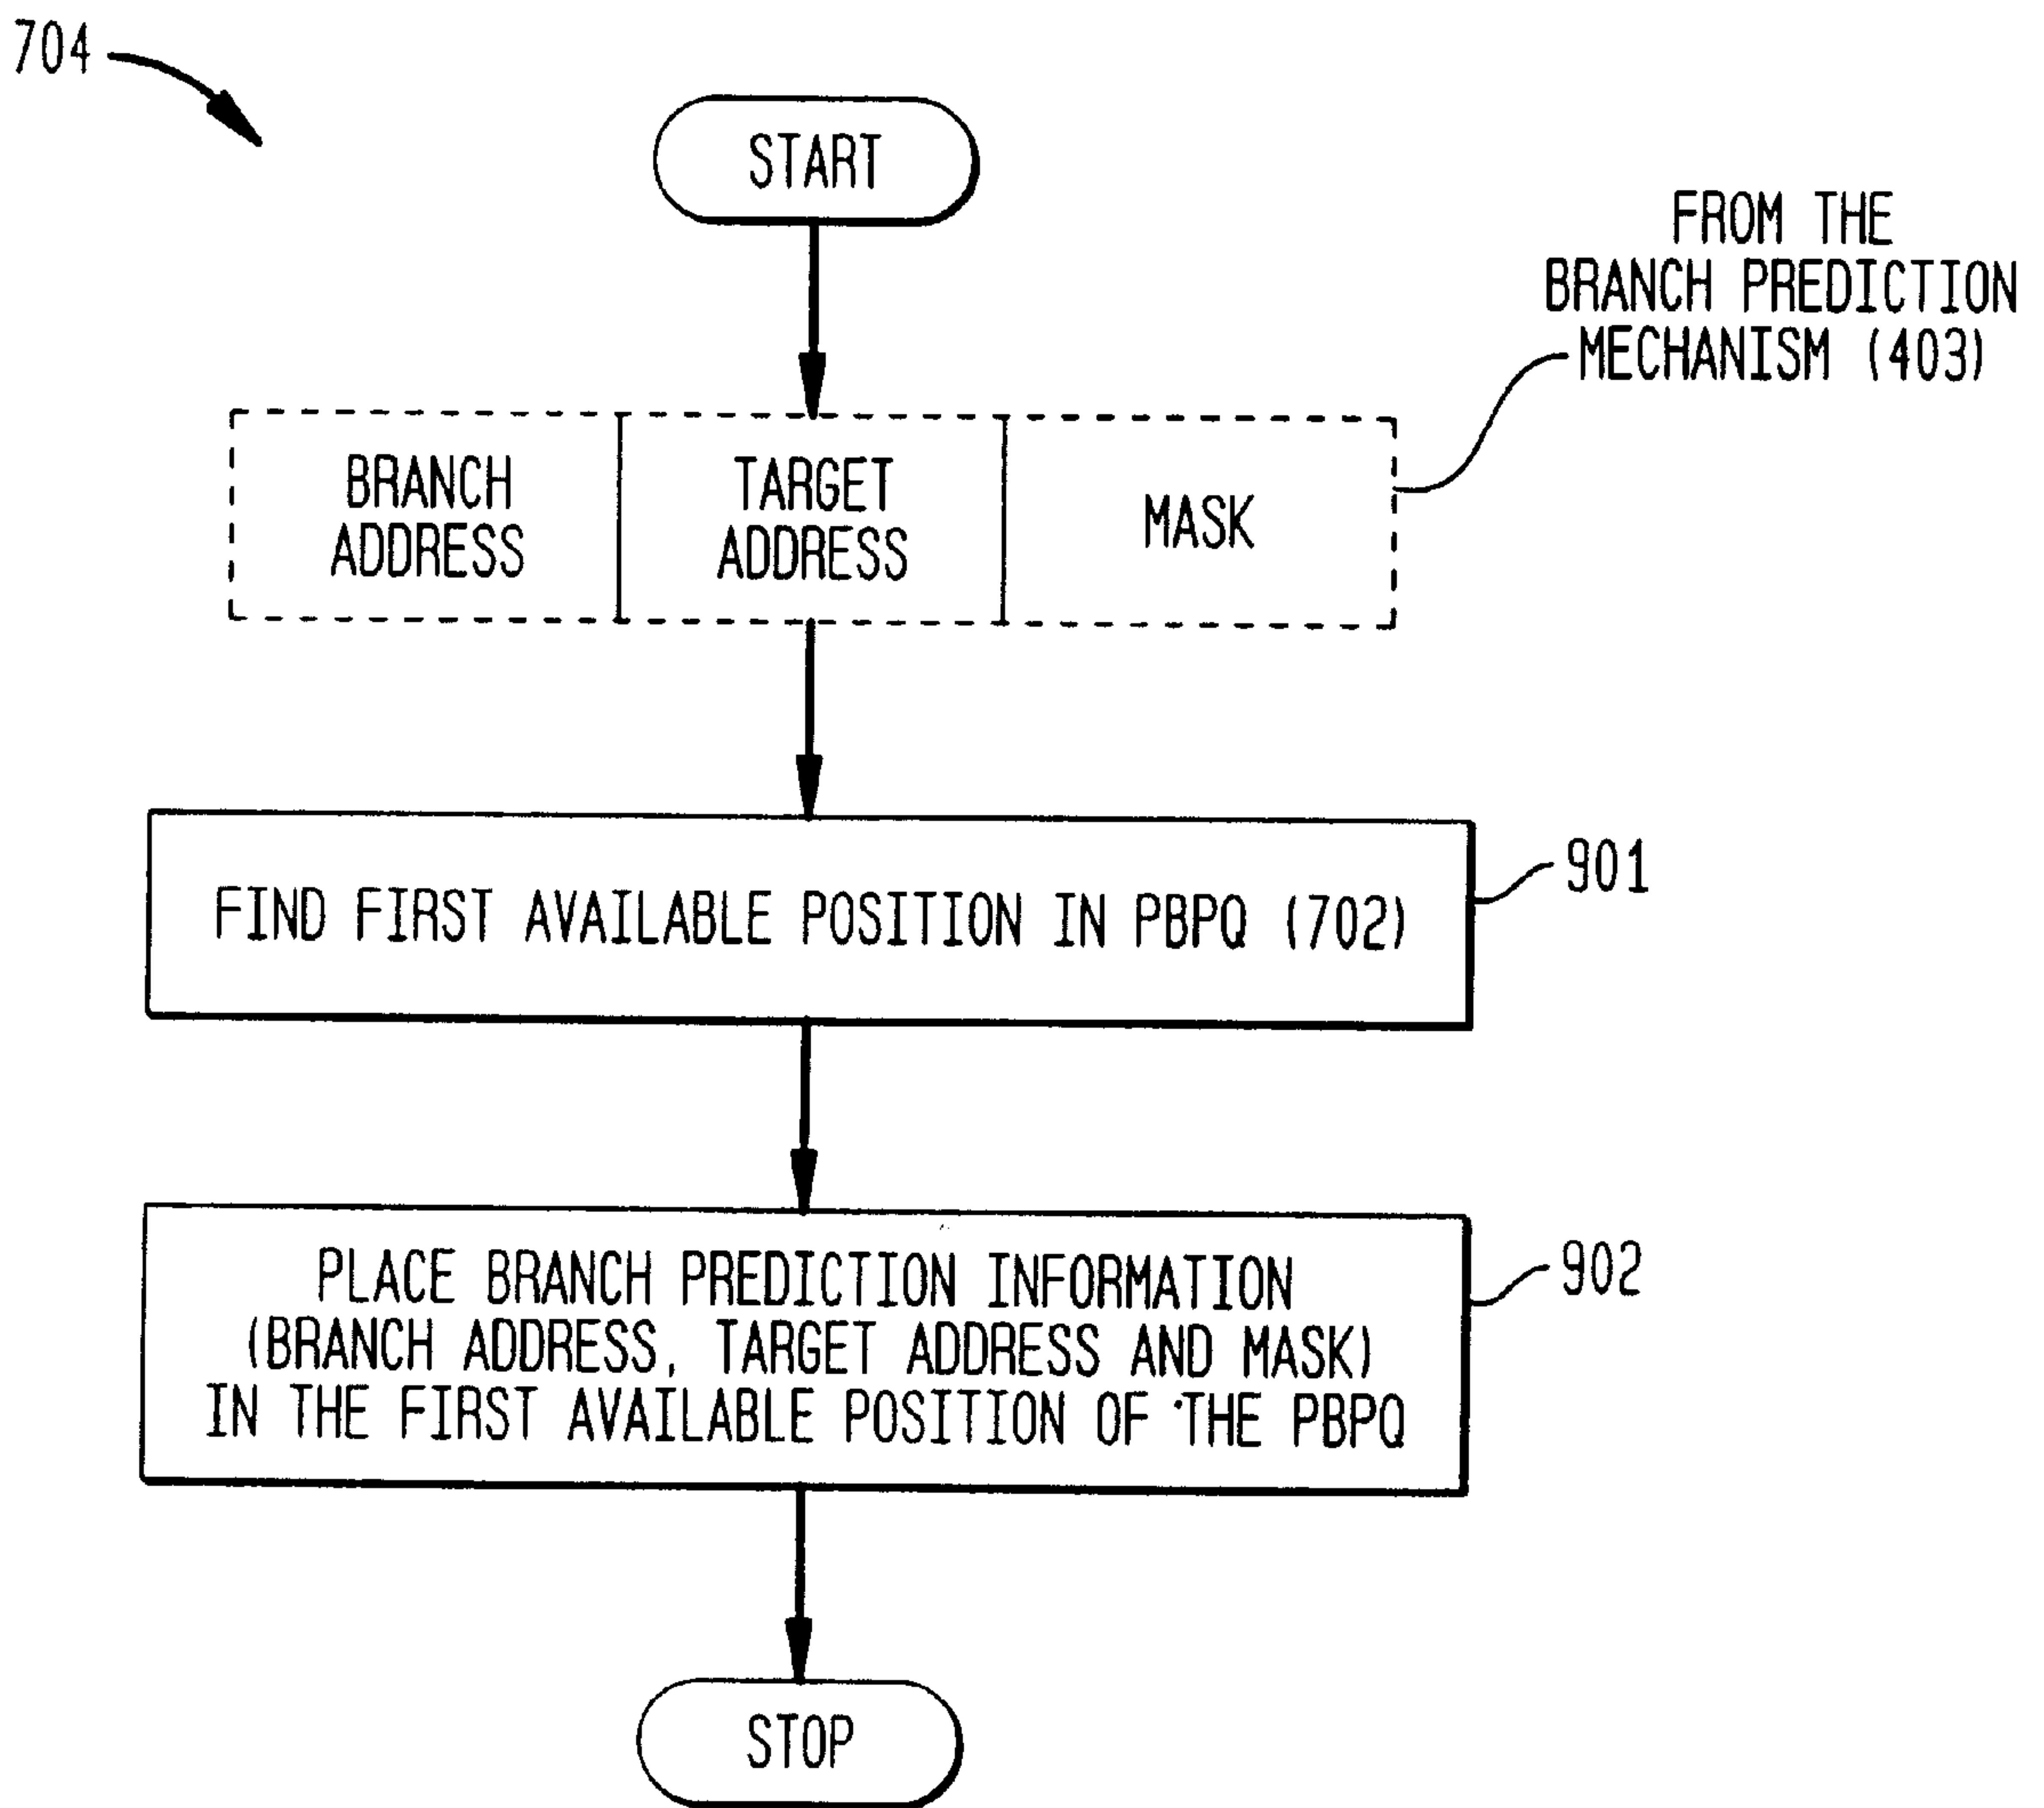 704
START
FROM THE
BRANCH PREDICTION
MECHANISM (403)
BRANCH
ADDRESS
TARGET
ADDRESS
MASK
FIND FIRST AVAILABLE POSITION IN PBPQ (702)
901
PLACE BRANCH PREDICTION INFORMATION
(BRANCH ADDRESS, TARGET ADDRESS AND MASK)
IN THE FIRST AVAILABLE POSITION OF THE PBPQ
902
STOP